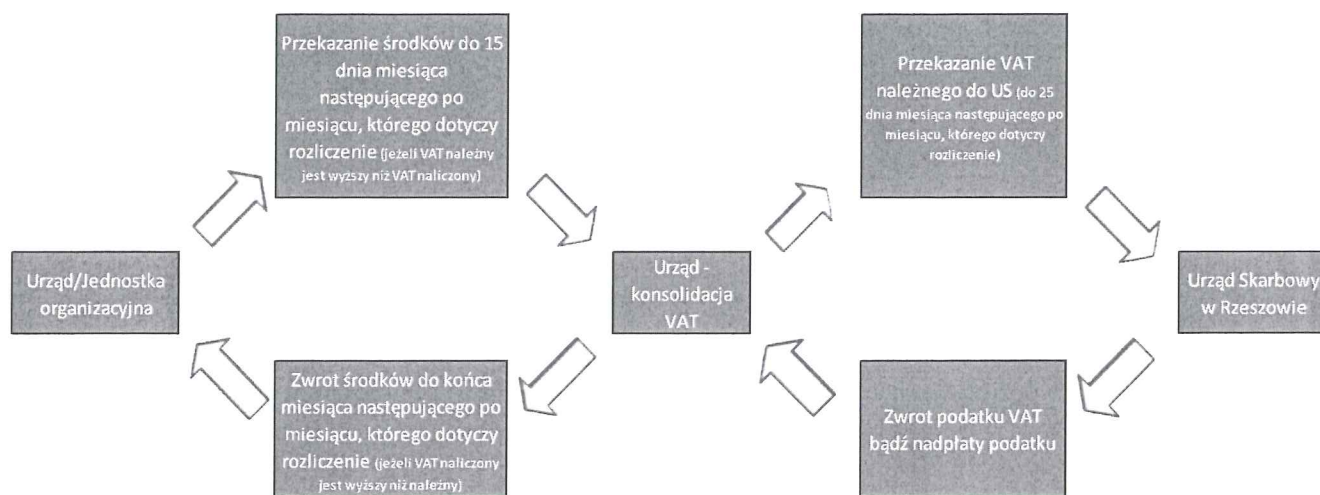 Przekazanie środków do 15
dnia miesiąca
następującego po
miesiącu, którego dotyczy
rozliczenie (jeżeli VAT należny
jest wyższy niż VAT naliczony)
Przekazanie VAT
należnego do US (do 25
dnia miesiąca następującego po
miesiącu, którego dotyczy
rozliczenie)
Urząd/Jednostka
organizacyjna
Urząd -
konsolidacja
VAT
Urząd Skarbowy
w Rzeszowie
Zwrot środków do końca
miesiąca następującego po
miesiącu, którego dotyczy
rozliczenie (jeżeli VAT naliczony
jest wyższy niż należny)
Zwrot podatku VAT
bądź nadpłaty podatku